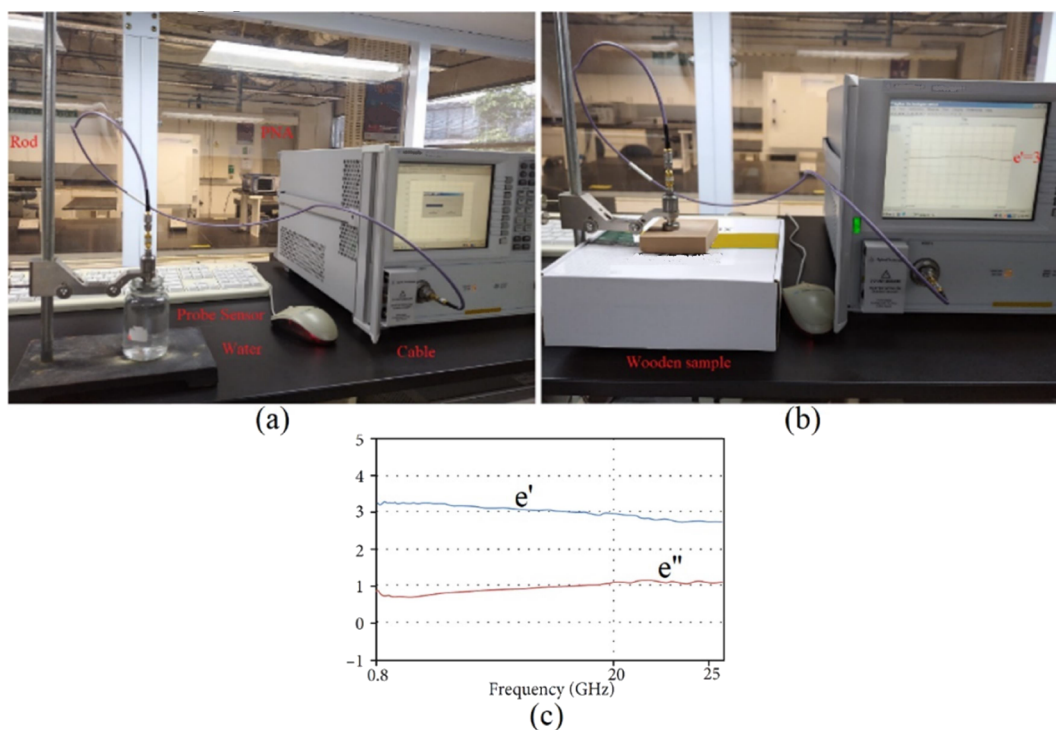 Rod
PNA
Probe Sensor
Water
Cable
(a)
e'=3
Wooden sample
(b)
5
4
3
2
1
0
−1
e'
e"
0.8
20
25
Frequency (GHz)
(c)